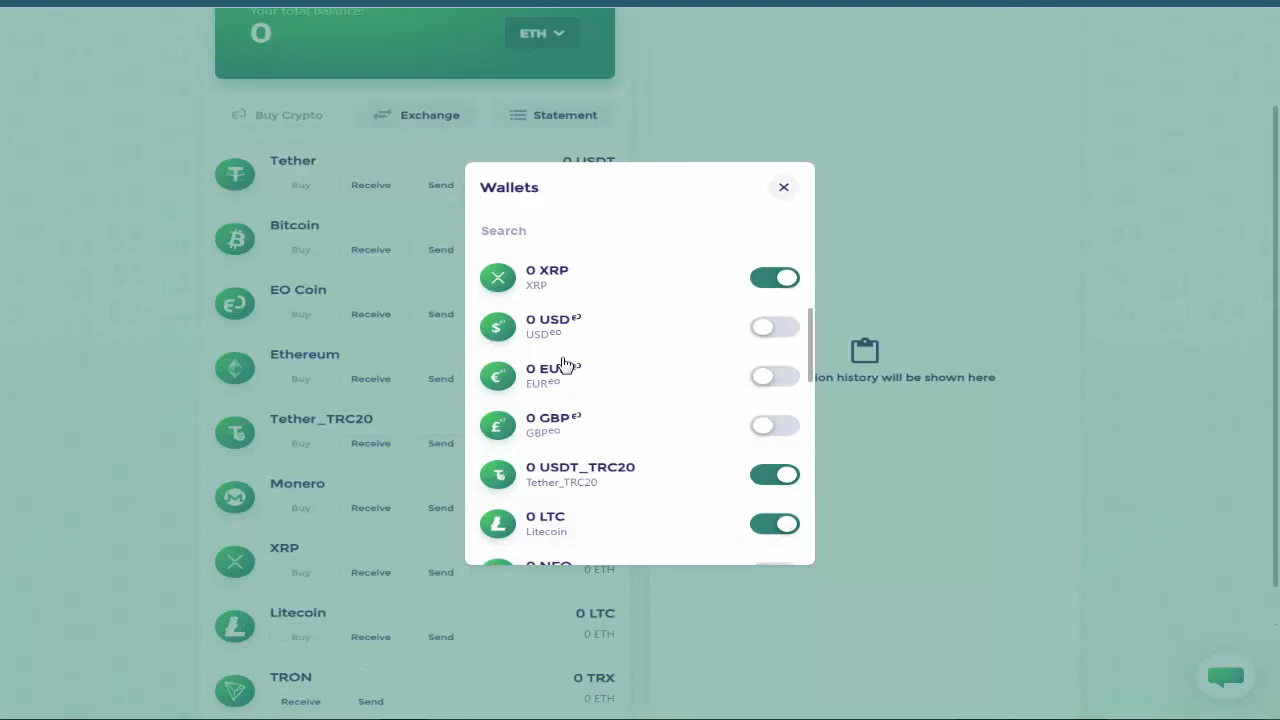 Your total balance:
0
ETH
Buy Crypto
Exchange
Statement
Tether
0 USDT
Buy
Receive
Send
Bitcoin
Buy
Receive
Send
EO Coin
Buy
Receive
Send
Ethereum
Buy
Receive
Send
Tether_TRC20
Buy
Receive
Send
Monero
Buy
Receive
Send
XRP
Buy
Receive
Send
0 ETH
Litecoin
0 LTC
Buy
Receive
Send
0 ETH
TRON
0 TRX
Receive
Send
0 ETH
Wallets
Search
0 XRP
XRP
0 USD
USDeo
EUReo
0 GBP
GBPeo
0 USDT_TRC20
Tether_TRC20
0 LTC
Litecoin
0 NEO
history will be shown here